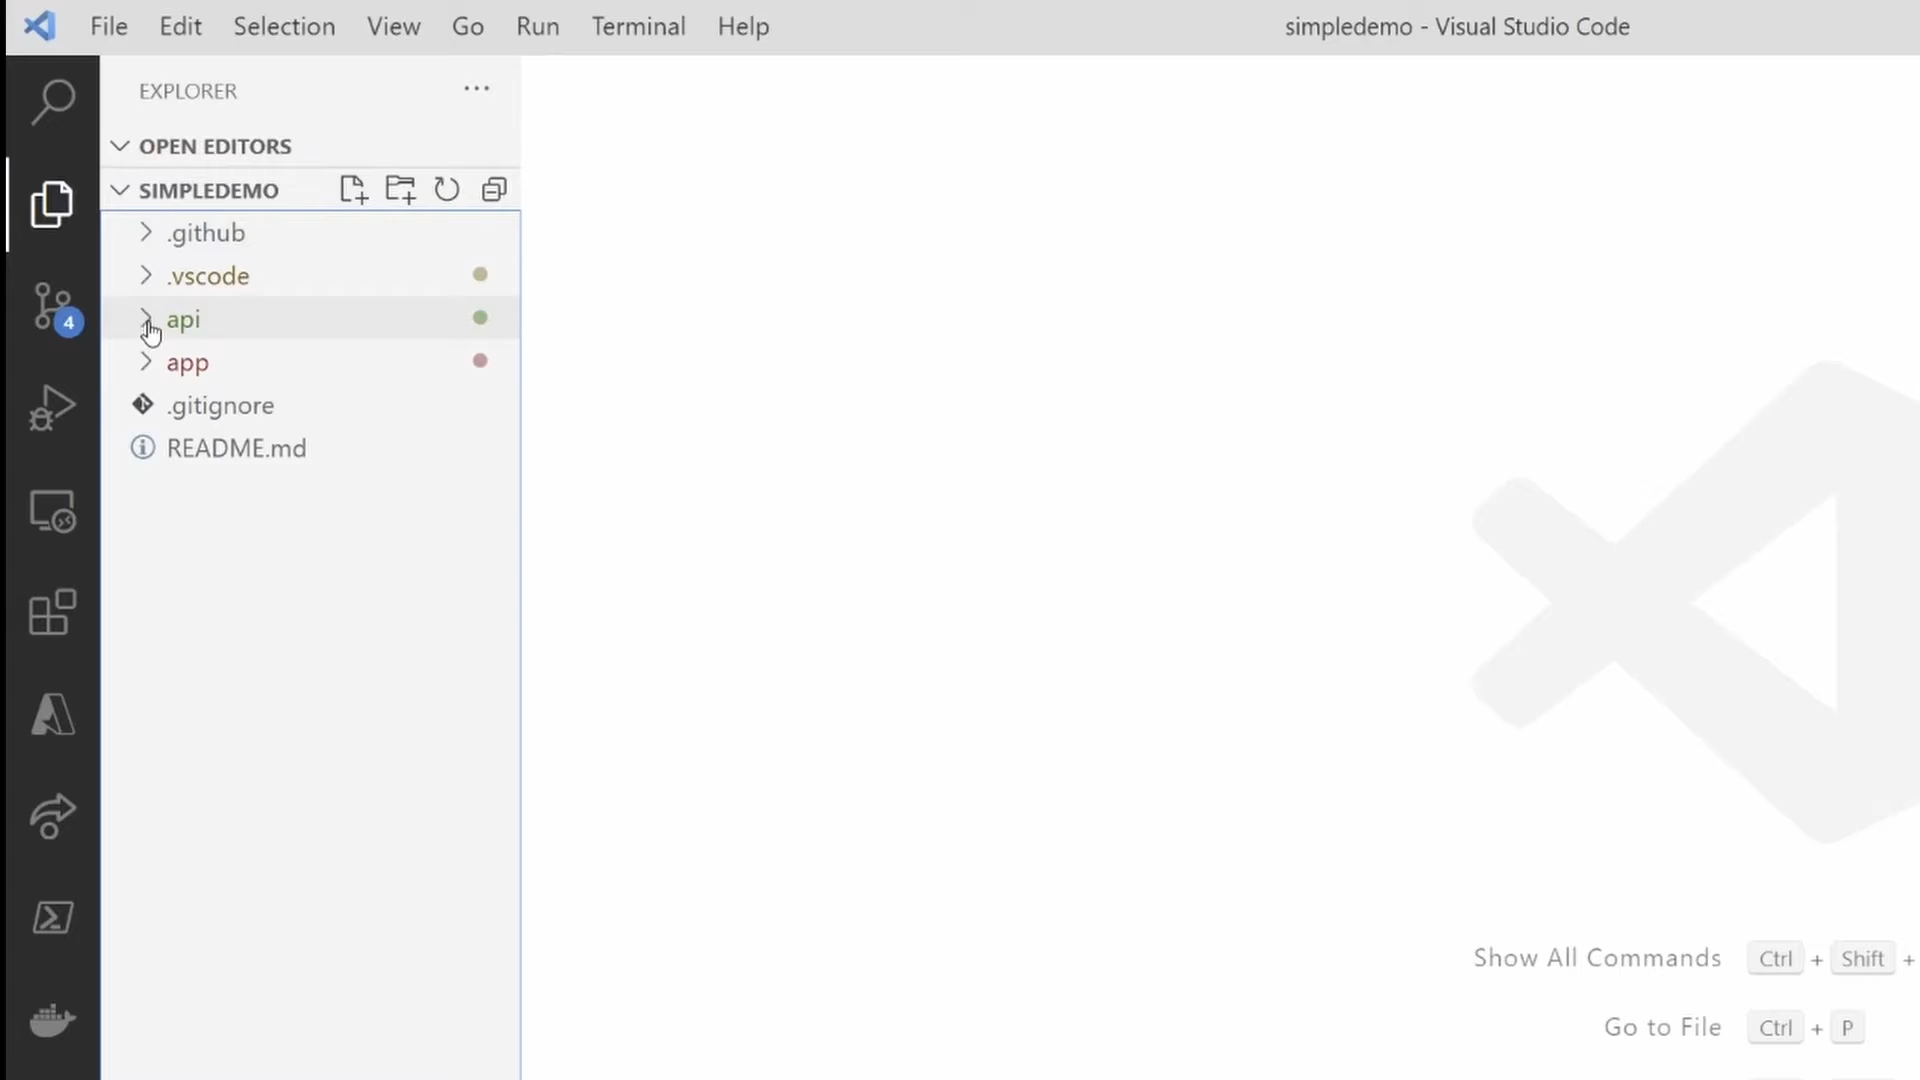 File Edit Selection View Go Run Terminal Help simpledemo - Visual Studio Code
EXPLORER
OPEN EDITORS
SIMPLEDEMO
.github
.vscode
api
4
app
.gitignore
README.md
Show All Commands Ctrl + Shift +
Go to File Ctrl + P